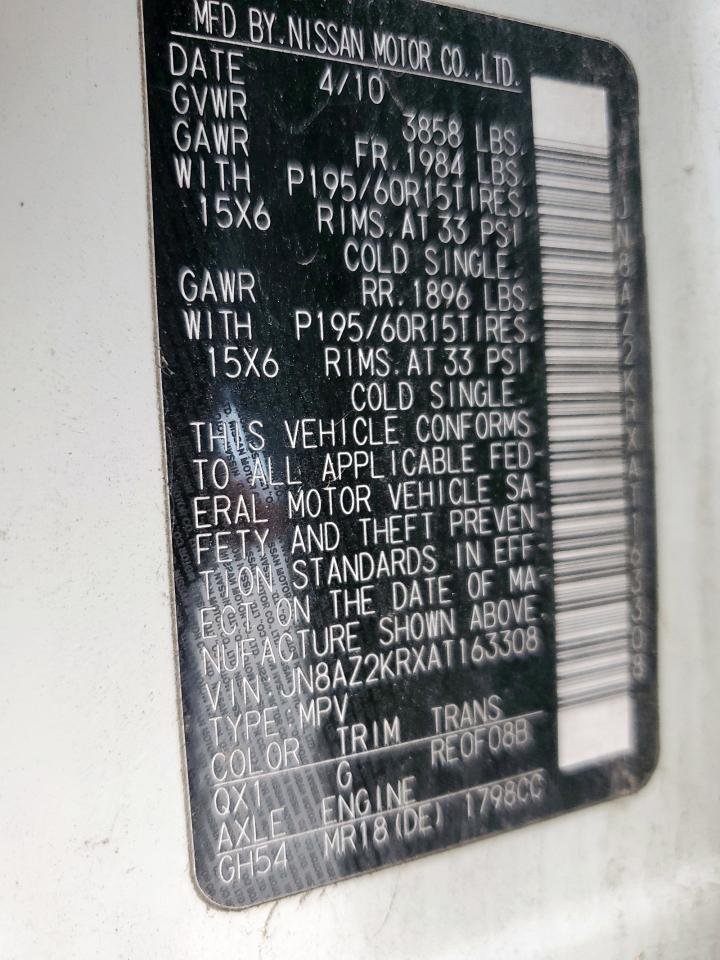 MFD BY.NISSAN MOTOR CO.,LTD.
DATE 4/10
GVWR 3858 LBS.
GAWR FR. 1984 LBS.
WITH P195/60R15TIRES.
15X6 RIMS. AT 33 PSI
COLD SINGLE.
GAWR RR. 1896 LBS.
WITH P195/60R15TIRES.
15X6 RIMS. AT 33 PSI
COLD SINGLE.
THIS VEHICLE CONFORMS
TO ALL APPLICABLE FED-
ERAL MOTOR VEHICLE SA-
FETY AND THEFT PREVEN-
TION STANDARDS IN EFF-
ECT ON THE DATE OF MA-
NUFACTURE SHOWN ABOVE.
VIN. JN8AZ2KRXAT163308
TYPE MPV
COLOR TRIM TRANS
QX1 G RE0F08B
AXLE ENGINE
GH54 MR18(DE) 1798CC
JN8AZ2KRXAT163308